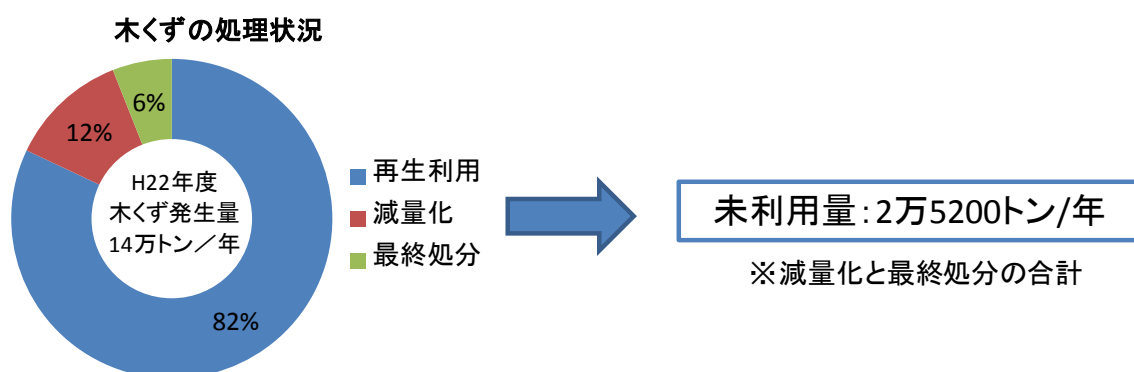 木くずの処理状況
6%
12%
H22年度
木くず発生量
14万トン／年
82%
再生利用
減量化
最終処分
未利用量：2万5200トン/年
※減量化と最終処分の合計